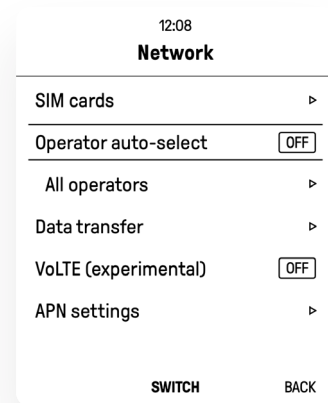 12:08
Network
SIM cards
Operator auto-select OFF
All operators
Data transfer
VoLTE (experimental) OFF
APN settings
SWITCH BACK